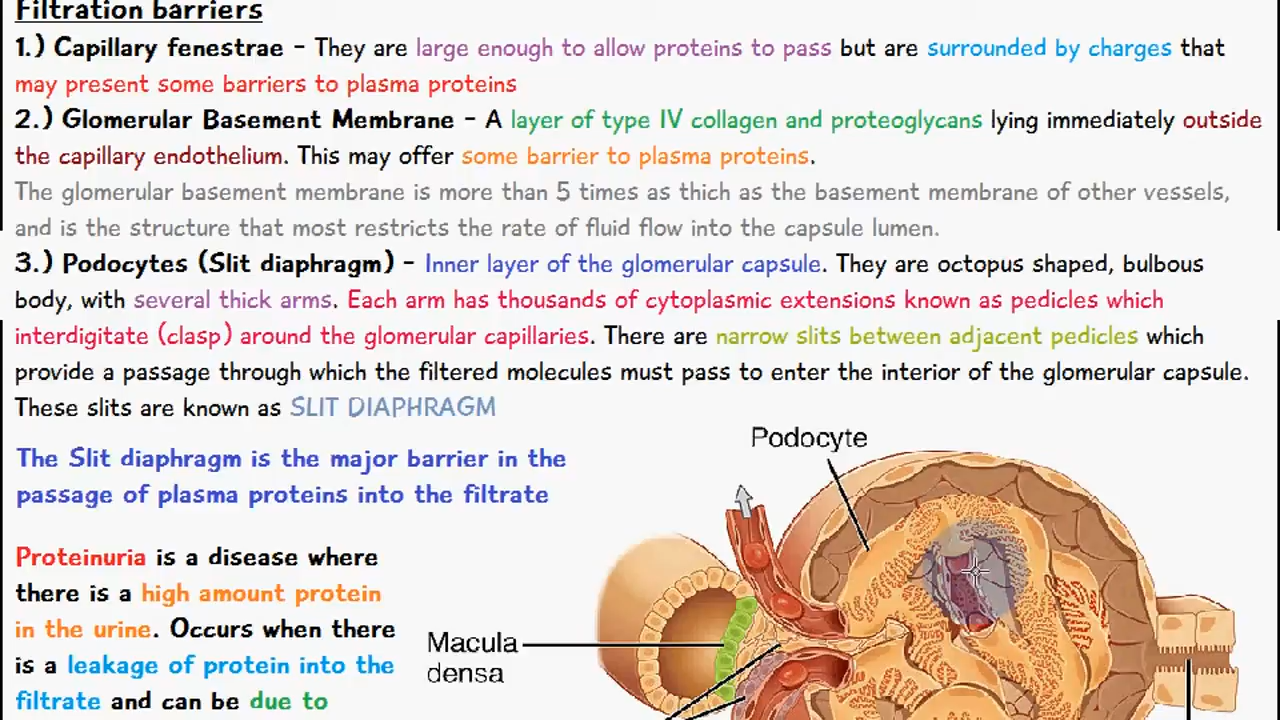 Filtration barriers
1.) Capillary fenestrae - They are large enough to allow proteins to pass but are surrounded by charges that
may present some barriers to plasma proteins
2.) Glomerular Basement Membrane - A layer of type IV collagen and proteoglycans lying immediately outside
the capillary endothelium. This may offer some barrier to plasma proteins.
The glomerular basement membrane is more than 5 times as thich as the basement membrane of other vessels,
and is the structure that most restricts the rate of fluid flow into the capsule lumen.
3.) Podocytes (Slit diaphragm) - Inner layer of the glomerular capsule. They are octopus shaped, bulbous
body, with several thick arms. Each arm has thousands of cytoplasmic extensions known as pedicles which
interdigitate (clasp) around the glomerular capillaries. There are narrow slits between adjacent pedicles which
provide a passage through which the filtered molecules must pass to enter the interior of the glomerular capsule.
These slits are known as SLIT DIAPHRAGM
The Slit diaphragm is the major barrier in the
passage of plasma proteins into the filtrate
Proteinuria is a disease where
there is a high amount protein
in the urine. Occurs when there
is a leakage of protein into the
filtrate and can be due to
Podocyte
Macula
densa